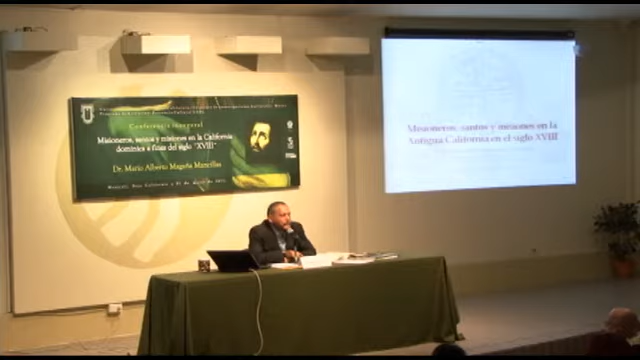 Conferencia inaugural
Misioneros, santos y misiones en la California
dominica a fines del siglo "XVIII"
Dr. Mario Alberto Magaña Mancillas
Misioneros, santos y misiones en la
Antigua California en el siglo XVIII